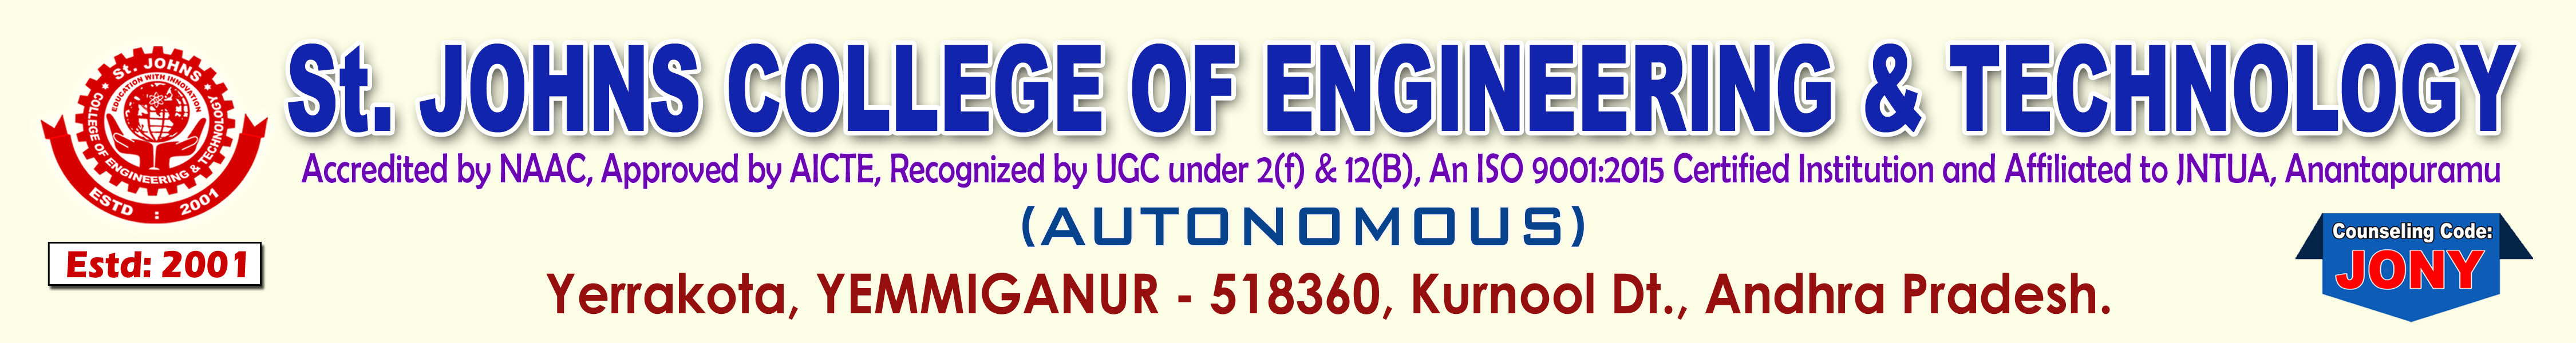 St. JOHNS COLLEGE OF ENGINEERING & TECHNOLOGY
Accredited by NAAC, Approved by AICTE, Recognized by UGC under 2(f) & 12(B), An ISO 9001:2015 Certified Institution and Affiliated to JNTUA, Anantapuramu
(AUTONOMOUS)
Yerrakota, YEMMIGANUR - 518360, Kurnool Dt., Andhra Pradesh.
St. JOHNS
COLLEGE OF ENGINEERING & TECHNOLOGY
EDUCATION WITH INNOVATION
ESTD : 2001
Estd: 2001
Counseling Code:
JONY